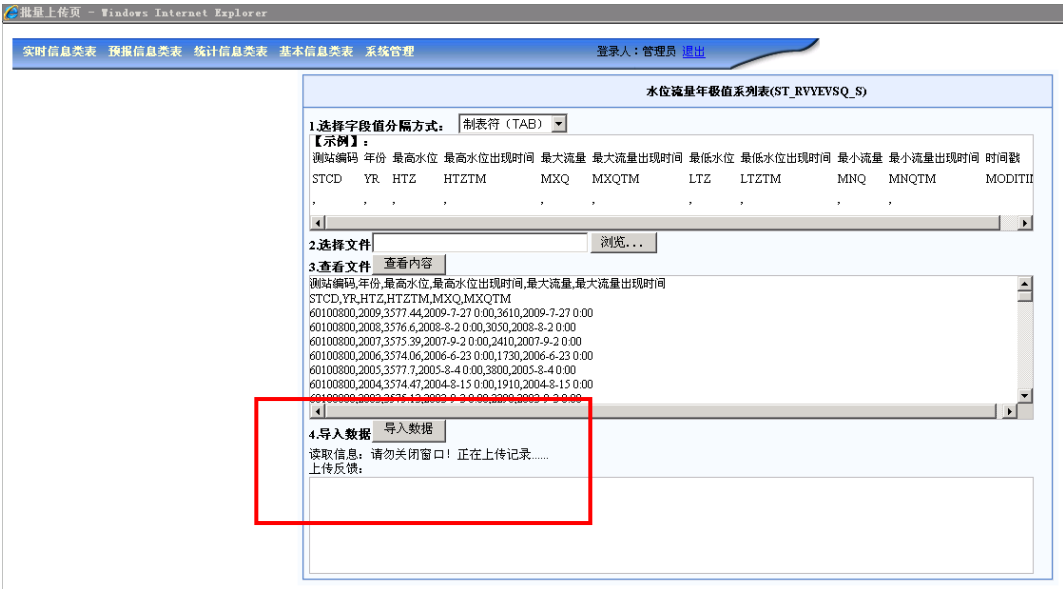 批量上传页 - Windows Internet Explorer
实时信息类表 预报信息类表 统计信息类表 基本信息类表 系统管理 登录人：管理员 退出
水位流量年极值系列表(ST_RVYEVSQ_S)
1.选择字段值分隔方式： 制表符（TAB）
【示例】：
测站编码 年份 最高水位 最高水位出现时间 最大流量 最大流量出现时间 最低水位 最低水位出现时间 最小流量 最小流量出现时间 时间戳
STCD YR HTZ HTZTM MXQ MXQTM LTZ LTZTM MNQ MNQTM MODITI
, , , , , , , , , ,
2.选择文件 浏览...
3.查看文件 查看内容
测站编码,年份,最高水位,最高水位出现时间,最大流量,最大流量出现时间
STCD,YR,HTZ,HTZTM,MXQ,MXQTM
60100800,2009,3577.44,2009-7-27 0:00,3610,2009-7-27 0:00
60100800,2008,3576.6,2008-8-2 0:00,3050,2008-8-2 0:00
60100800,2007,3575.39,2007-9-2 0:00,2410,2007-9-2 0:00
60100800,2006,3574.06,2006-6-23 0:00,1730,2006-6-23 0:00
60100800,2005,3577.7,2005-8-4 0:00,3800,2005-8-4 0:00
60100800,2004,3574.47,2004-8-15 0:00,1910,2004-8-15 0:00
4.导入数据 导入数据
读取信息：请勿关闭窗口！正在上传记录......
上传反馈：